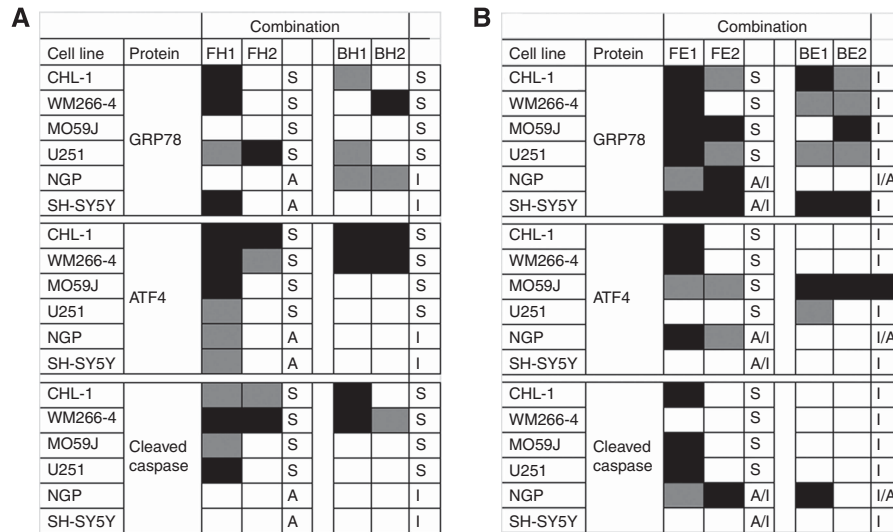 A
Combination
Cell line Protein FH1 FH2 BH1 BH2
CHL-1 S S
WM266-4 S S
MO59J S S
GRP78
U251 S S
NGP A I
SH-SY5Y A I
CHL-1 S S
WM266-4 S S
MO59J S S
ATF4
U251 S S
NGP A I
SH-SY5Y A I
CHL-1 S S
WM266-4 S S
MO59J S S
Cleaved
caspase
U251 S S
NGP A I
SH-SY5Y A I
B
Combination
Cell line Protein FE1 FE2 BE1 BE2
CHL-1 S I
WM266-4 S I
MO59J S I
GRP78
U251 S I
NGP A/I I/A
SH-SY5Y A/I I
CHL-1 S I
WM266-4 S I
MO59J S
ATF4
U251 S I
NGP A/I I/A
SH-SY5Y A/I I
CHL-1 S I
WM266-4 S I
MO59J S I
Cleaved
caspase
U251 S I
NGP A/I I/A
SH-SY5Y A/I I